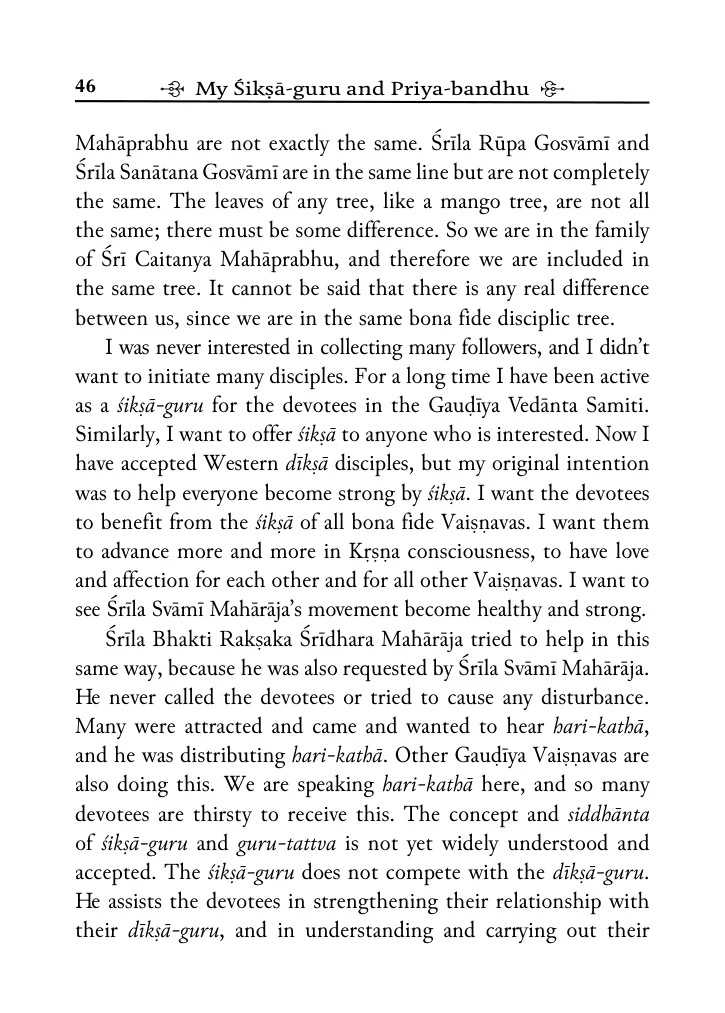 46 My Śikṣā-guru and Priya-bandhu
Mahāprabhu are not exactly the same. Śrīla Rūpa Gosvāmī and
Śrīla Sanātana Gosvāmī are in the same line but are not completely
the same. The leaves of any tree, like a mango tree, are not all
the same; there must be some difference. So we are in the family
of Śrī Caitanya Mahāprabhu, and therefore we are included in
the same tree. It cannot be said that there is any real difference
between us, since we are in the same bona fide disciplic tree.
I was never interested in collecting many followers, and I didn’t
want to initiate many disciples. For a long time I have been active
as a śikṣā-guru for the devotees in the Gauḍīya Vedānta Samiti.
Similarly, I want to offer śikṣā to anyone who is interested. Now I
have accepted Western dīkṣā disciples, but my original intention
was to help everyone become strong by śikṣā. I want the devotees
to benefit from the śikṣā of all bona fide Vaiṣṇavas. I want them
to advance more and more in Kṛṣṇa consciousness, to have love
and affection for each other and for all other Vaiṣṇavas. I want to
see Śrīla Svāmī Mahārāja’s movement become healthy and strong.
Śrīla Bhakti Rakṣaka Śrīdhara Mahārāja tried to help in this
same way, because he was also requested by Śrīla Svāmī Mahārāja.
He never called the devotees or tried to cause any disturbance.
Many were attracted and came and wanted to hear hari-kathā,
and he was distributing hari-kathā. Other Gauḍīya Vaiṣṇavas are
also doing this. We are speaking hari-kathā here, and so many
devotees are thirsty to receive this. The concept and siddhānta
of śikṣā-guru and guru-tattva is not yet widely understood and
accepted. The śikṣā-guru does not compete with the dīkṣā-guru.
He assists the devotees in strengthening their relationship with
their dīkṣā-guru, and in understanding and carrying out their